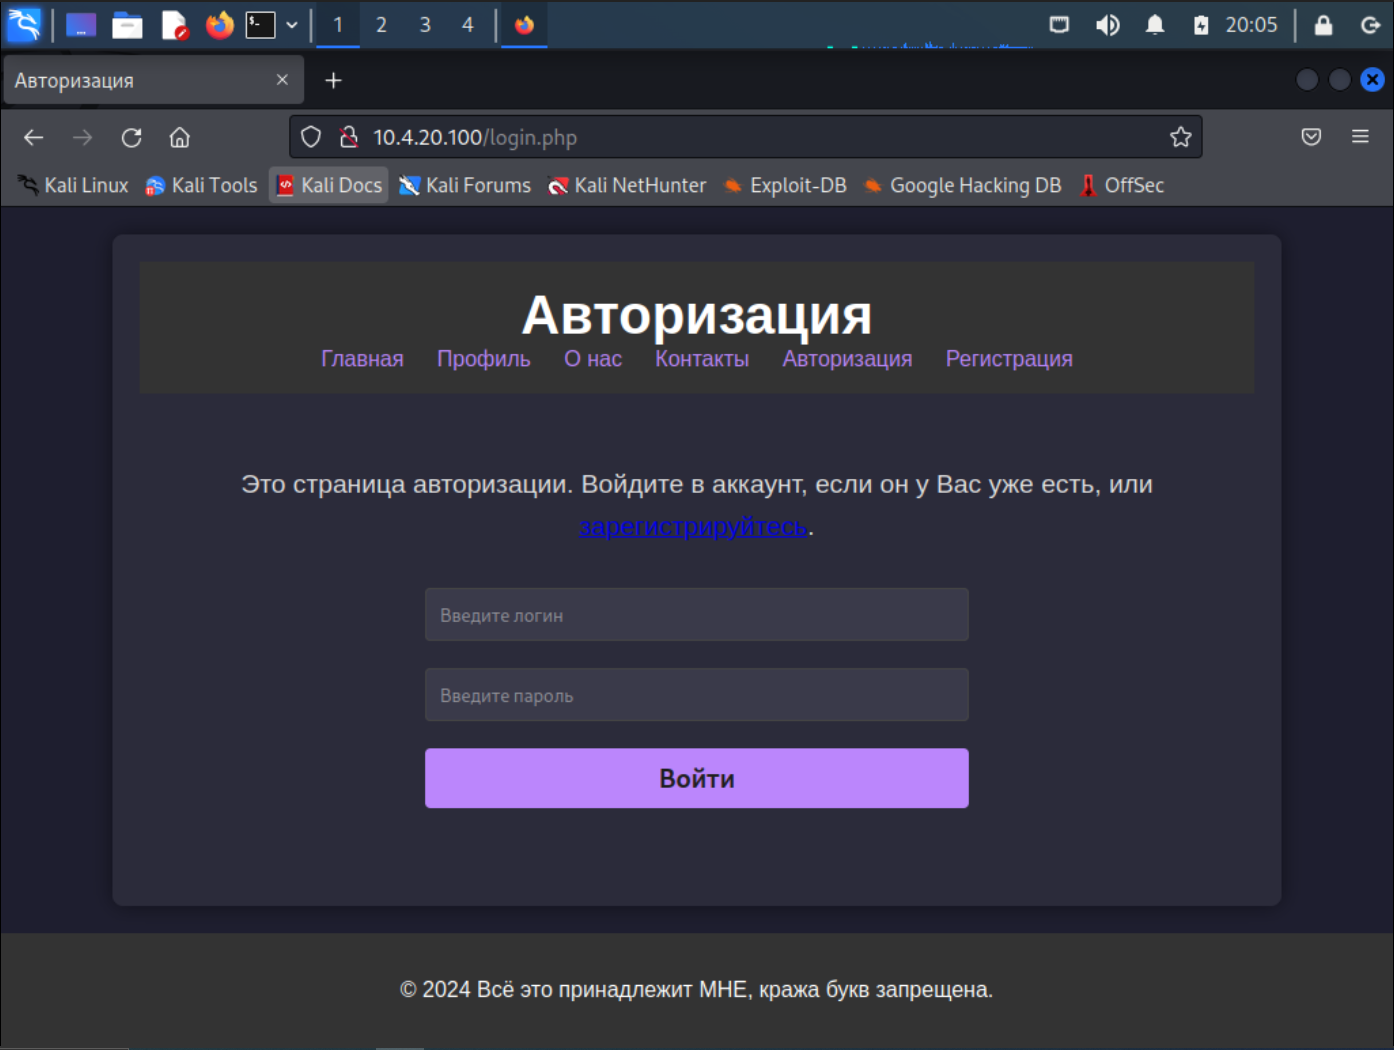 1 2 3 4 20:05
Авторизация
10.4.20.100/login.php
Kali Linux Kali Tools Kali Docs Kali Forums Kali NetHunter Exploit-DB Google Hacking DB OffSec
Авторизация
Главная Профиль О нас Контакты Авторизация Регистрация
Это страница авторизации. Войдите в аккаунт, если он у Вас уже есть, или
зарегистрируйтесь.
Введите логин
Введите пароль
Войти
© 2024 Всё это принадлежит МНЕ, кража букв запрещена.